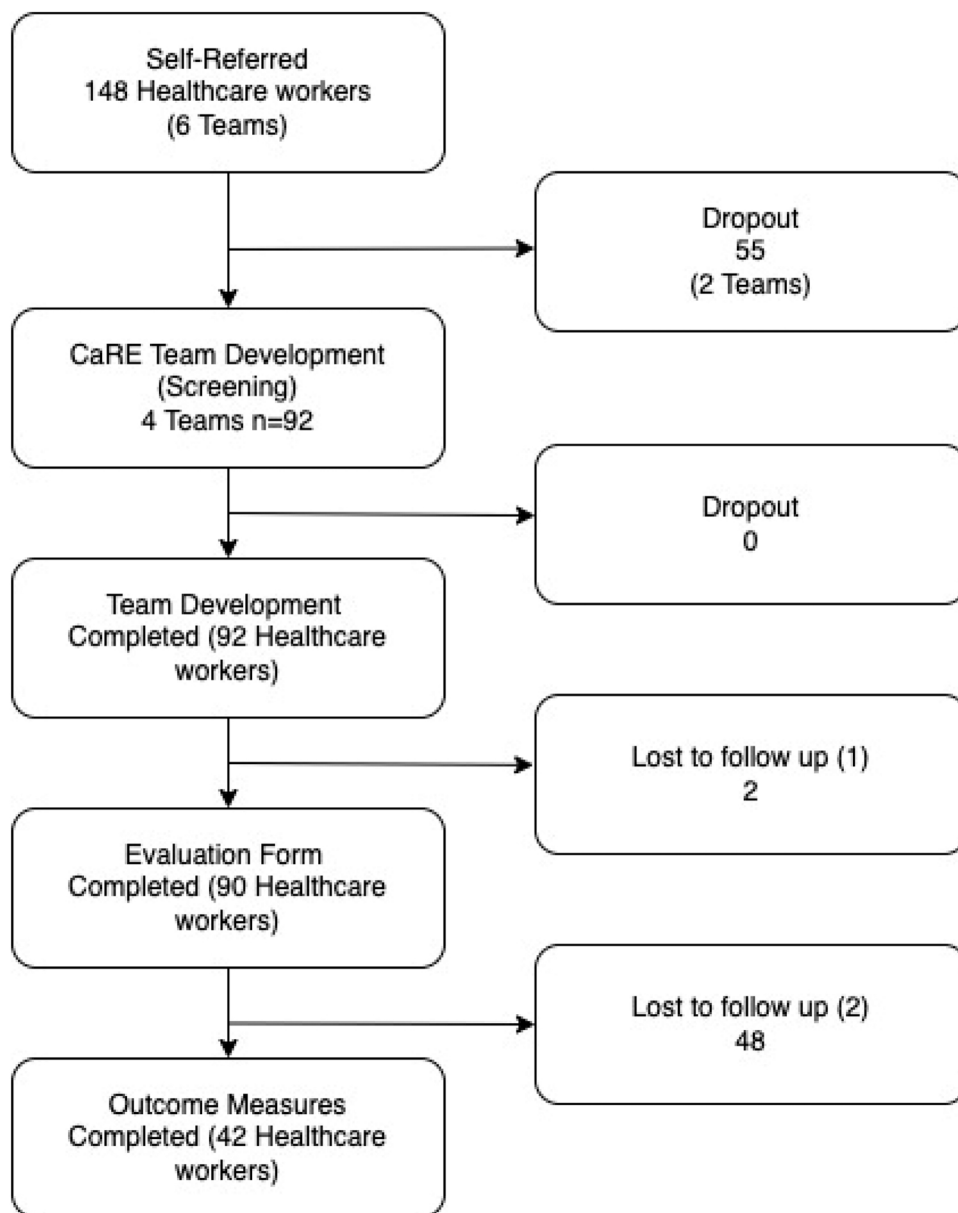 Self-Referred
148 Healthcare workers
(6 Teams)
Dropout
55
(2 Teams)
CaRE Team Development
(Screening)
4 Teams n=92
Dropout
0
Team Development
Completed (92 Healthcare
workers)
Lost to follow up (1)
2
Evaluation Form
Completed (90 Healthcare
workers)
Lost to follow up (2)
48
Outcome Measures
Completed (42 Healthcare
workers)